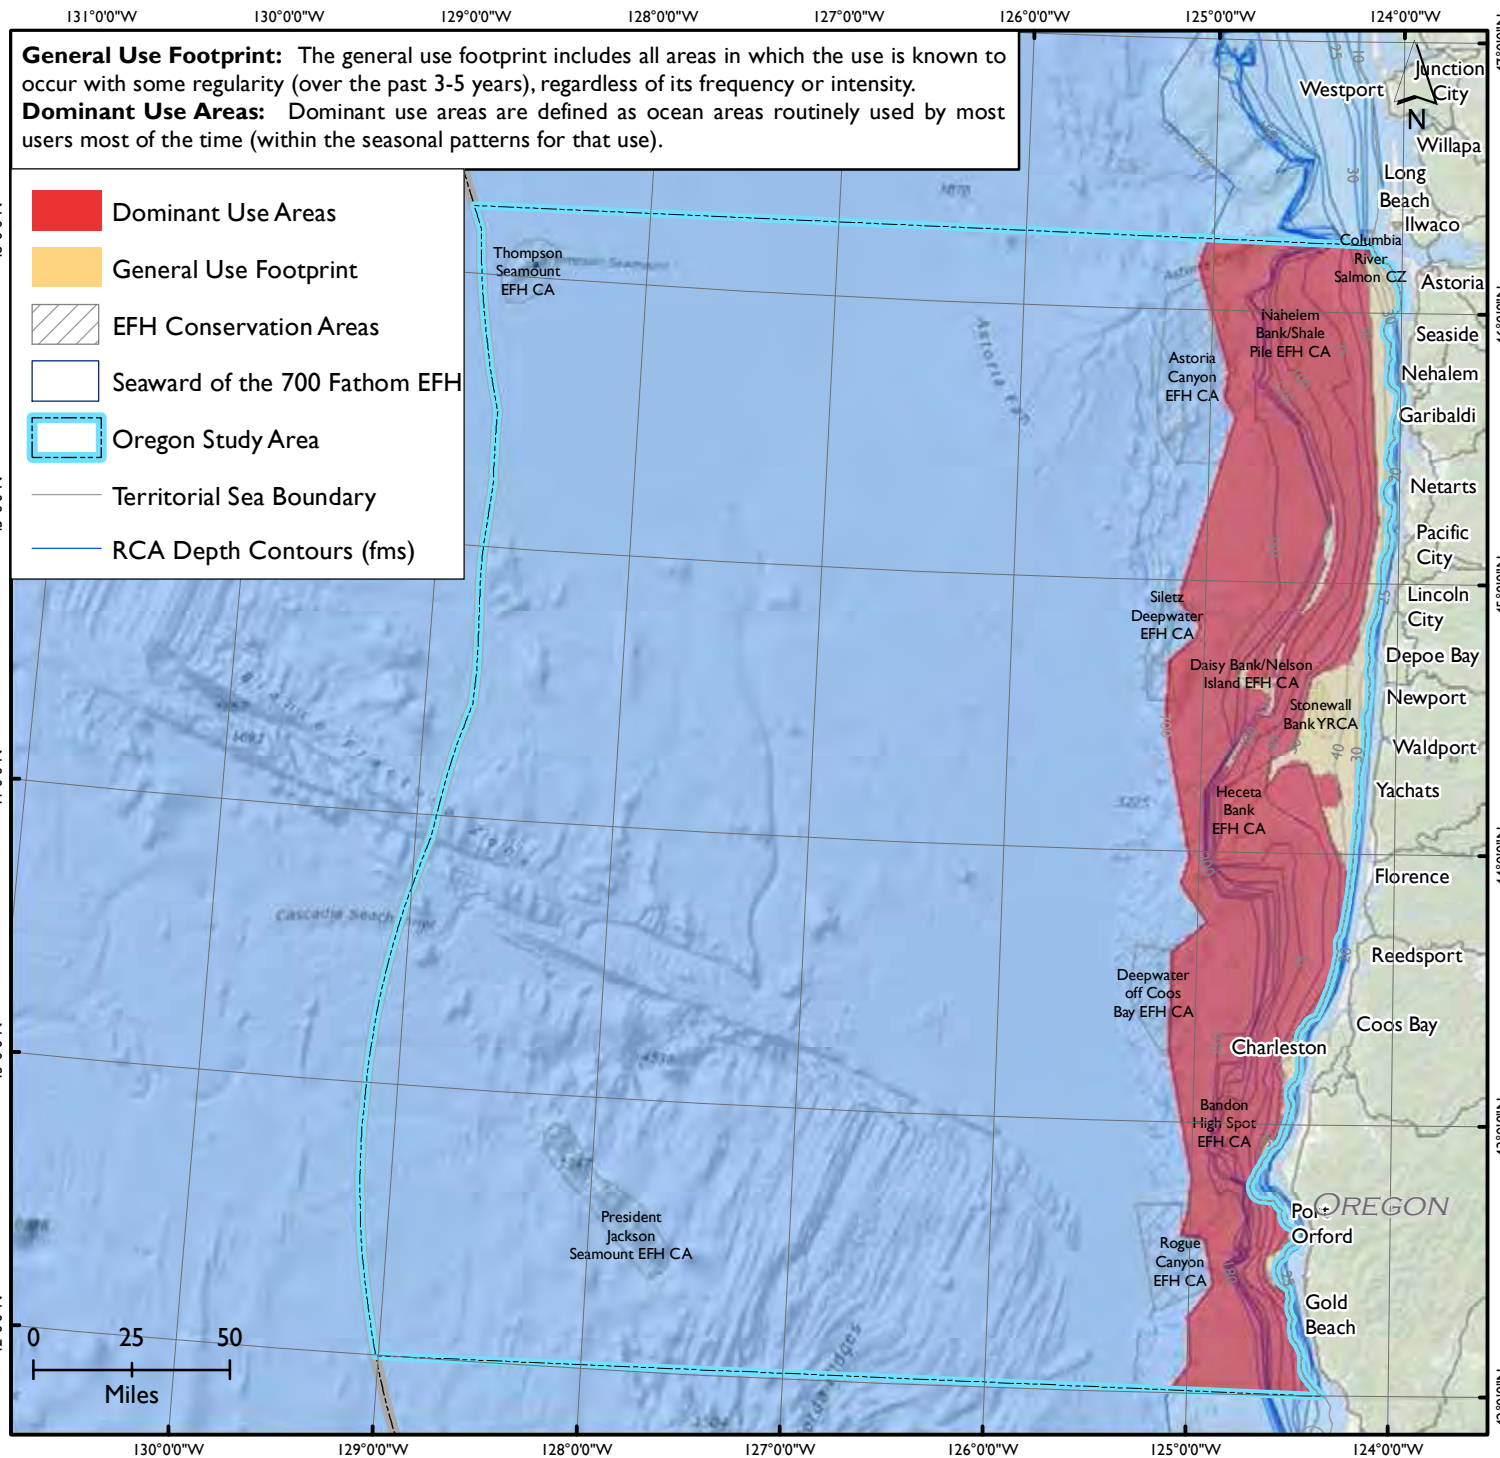 131°0'0"W 130°0'0"W 129°0'0"W 128°0'0"W 127°0'0"W 126°0'0"W 125°0'0"W 124°0'0"W
General Use Footprint: The general use footprint includes all areas in which the use is known to
occur with some regularity (over the past 3-5 years), regardless of its frequency or intensity.
Dominant Use Areas: Dominant use areas are defined as ocean areas routinely used by most
users most of the time (within the seasonal patterns for that use).
Dominant Use Areas
General Use Footprint
EFH Conservation Areas
Seaward of the 700 Fathom EFH
Oregon Study Area
Territorial Sea Boundary
RCA Depth Contours (fms)
N
Junction
City
Westport
Willapa
Long
Beach
Ilwaco
Columbia
River
Salmon CZ
Astoria
Seaside
Nehalem
Garibaldi
Netarts
Pacific
City
Lincoln
City
Depoe Bay
Newport
Waldport
Yachats
Florence
Reedsport
Coos Bay
Charleston
OREGON
Port
Orford
Gold
Beach
Thompson
Seamount
EFH CA
Astoria Fan
Nahelem
Bank/Shale
Pile EFH CA
Astoria
Canyon
EFH CA
Siletz
Deepwater
EFH CA
Daisy Bank/Nelson
Island EFH CA
Stonewall
Bank YRCA
Heceta
Bank
EFH CA
Deepwater
off Coos
Bay EFH CA
Bandon
High Spot
EFH CA
Rogue
Canyon
EFH CA
President
Jackson
Seamount EFH CA
Cascadia Beach
0 25 50
Miles
130°0'0"W 129°0'0"W 128°0'0"W 127°0'0"W 126°0'0"W 125°0'0"W 124°0'0"W